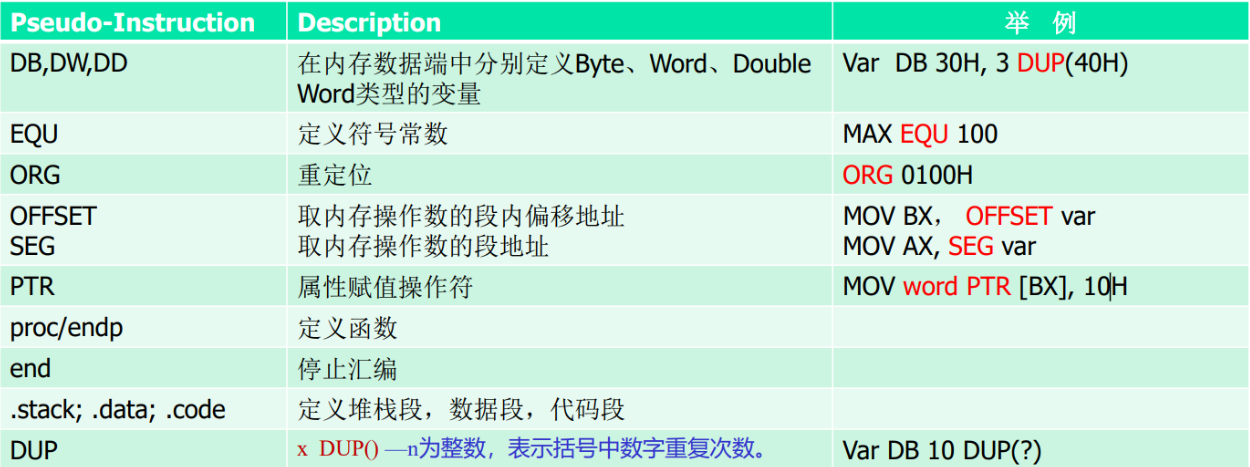 Pseudo-Instruction Description 举 例
DB,DW,DD 在内存数据端中分别定义Byte、Word、Double Var DB 30H, 3 DUP(40H)
Word类型的变量
EQU 定义符号常数 MAX EQU 100
ORG 重定位 ORG 0100H
OFFSET 取内存操作数的段内偏移地址 MOV BX， OFFSET var
SEG 取内存操作数的段地址 MOV AX, SEG var
PTR 属性赋值操作符 MOV word PTR [BX], 10H
proc/endp 定义函数
end 停止汇编
.stack; .data; .code 定义堆栈段，数据段，代码段
DUP x DUP() —n为整数，表示括号中数字重复次数。 Var DB 10 DUP(?)